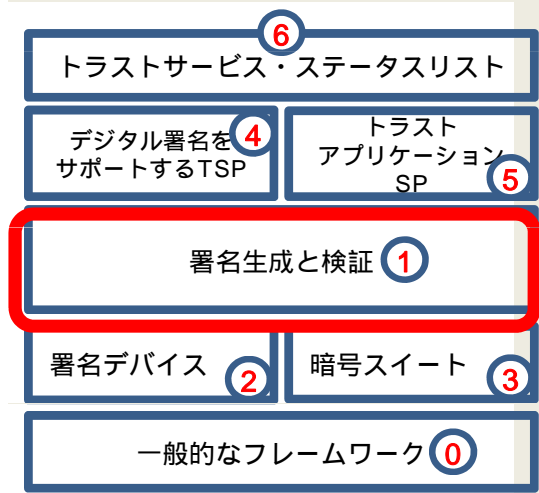 6
トラストサービス・ステータスリスト
デジタル署名を 4
サポートするTSP
トラスト
アプリケーション
SP 5
署名生成と検証 1
署名デバイス 2
暗号スイート 3
一般的なフレームワーク 0